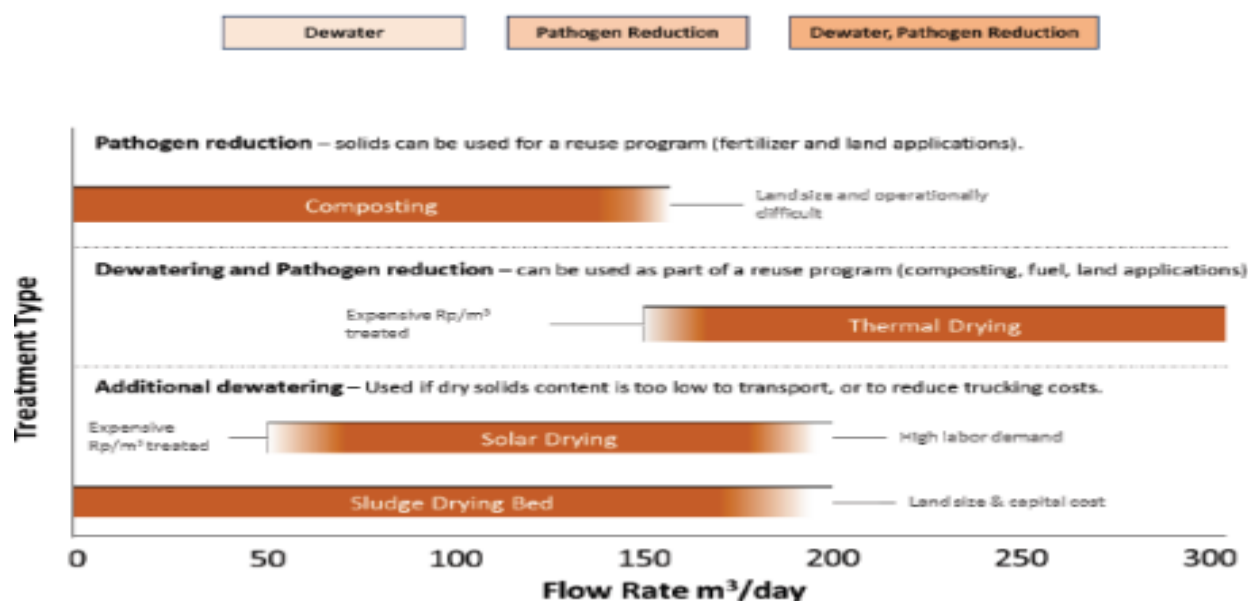 Dewater
Pathogen Reduction
Dewater, Pathogen Reduction
Pathogen reduction – solids can be used for a reuse program (fertilizer and land applications).
Composting
Land size and operationally
difficult
Dewatering and Pathogen reduction – can be used as part of a reuse program (composting, fuel, land applications)
Expensive Rp/m³
treated
Thermal Drying
Additional dewatering – Used if dry solids content is too low to transport, or to reduce trucking costs.
Expensive
Rp/m³ treated
Solar Drying
High labor demand
Sludge Drying Bed
Land size & capital cost
Treatment Type
0 50 100 150 200 250 300
Flow Rate m³/day